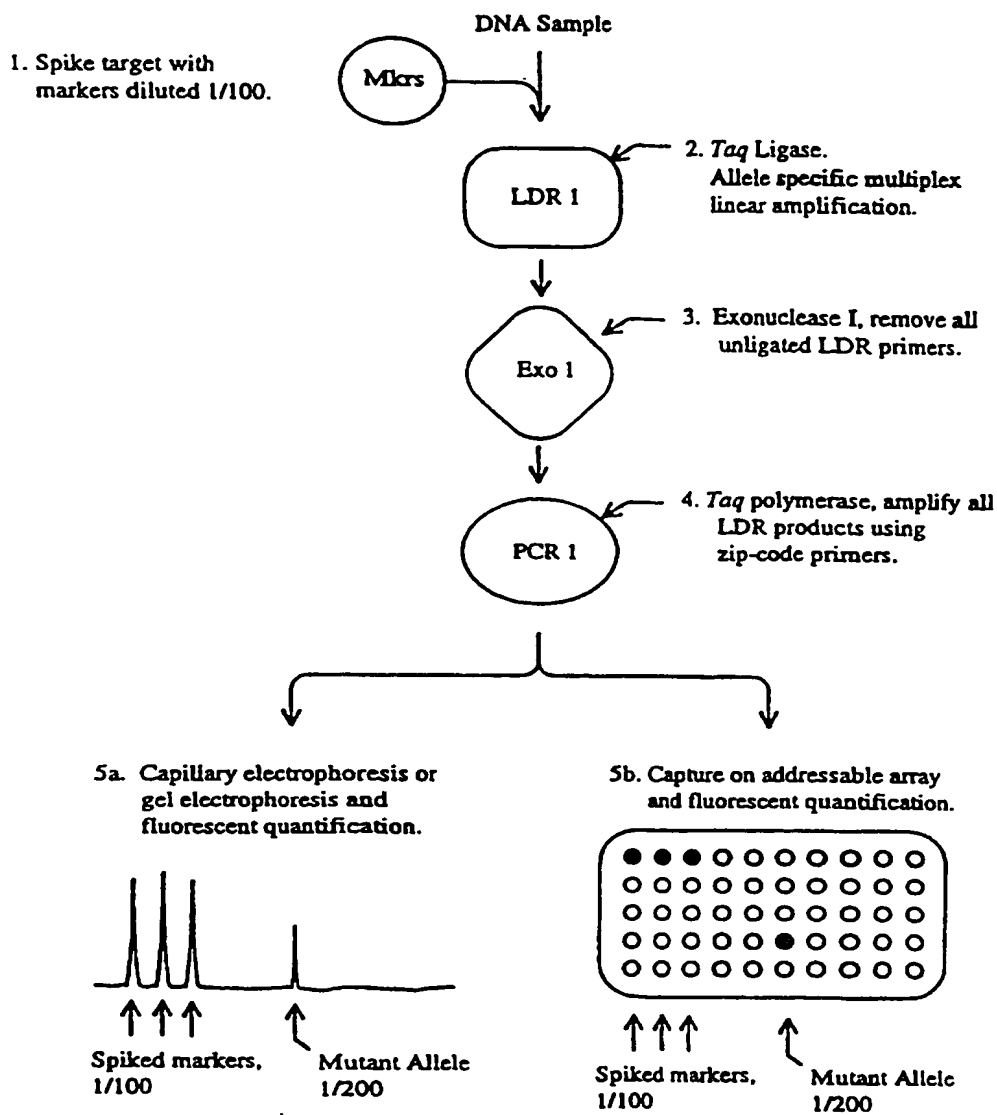 DNA Sample
1. Spike target with
markers diluted 1/100.
Mkrs
2. Taq Ligase.
Allele specific multiplex
linear amplification.
LDR 1
3. Exonuclease I, remove all
unligated LDR primers.
Exo 1
4. Taq polymerase, amplify all
LDR products using
zip-code primers.
PCR 1
5a. Capillary electrophoresis or
gel electrophoresis and
fluorescent quantification.
5b. Capture on addressable array
and fluorescent quantification.
Spiked markers,
1/100
Mutant Allele
1/200
Spiked markers,
1/100
Mutant Allele
1/200